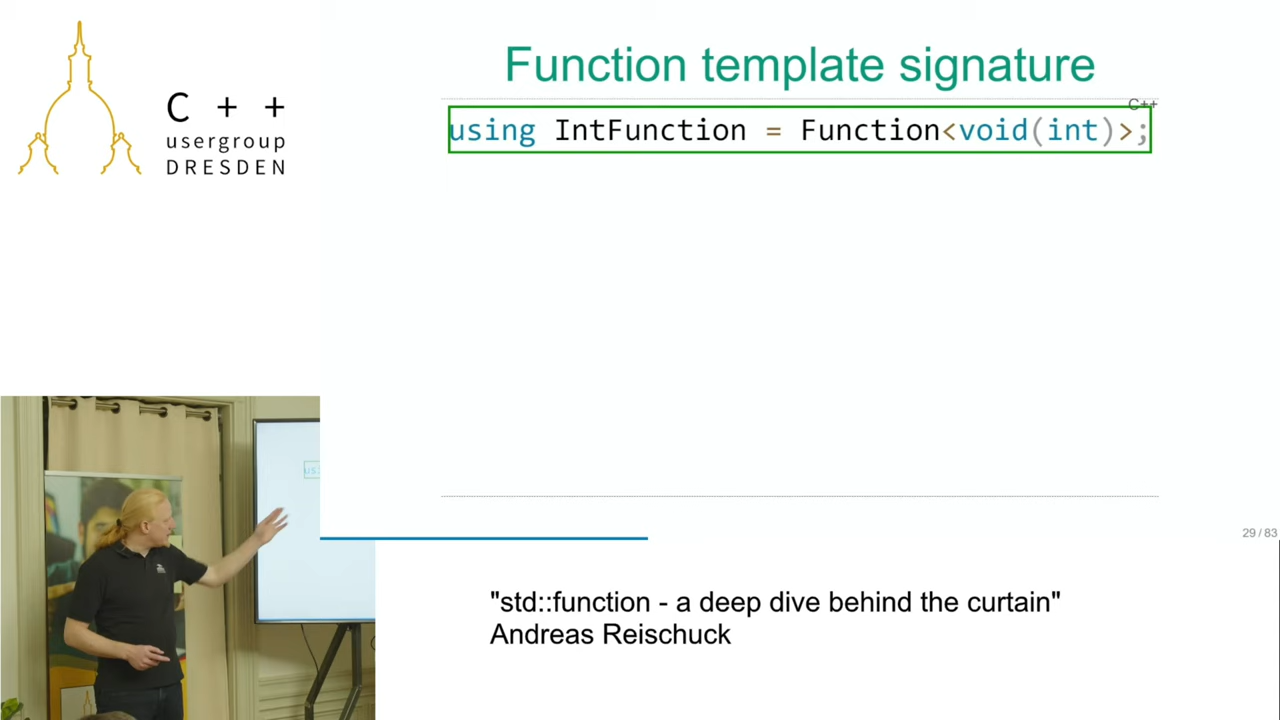 C + +
usergroup
DRESDEN
Function template signature
C++
using IntFunction = Function<void(int)>;
29 / 83
"std::function - a deep dive behind the curtain"
Andreas Reischuck